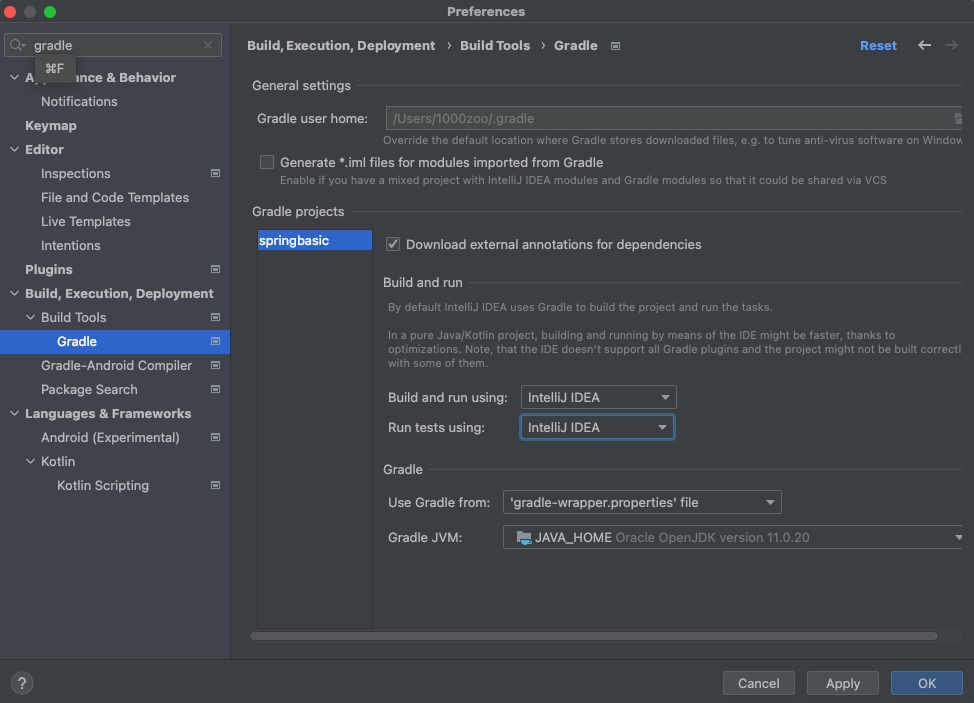 Preferences
gradle
⌘F
Appearance & Behavior
Notifications
Keymap
Editor
Inspections
File and Code Templates
Live Templates
Intentions
Plugins
Build, Execution, Deployment
Build Tools
Gradle
Gradle-Android Compiler
Package Search
Languages & Frameworks
Android (Experimental)
Kotlin
Kotlin Scripting
Build, Execution, Deployment › Build Tools › Gradle
Reset
General settings
Gradle user home: /Users/1000zoo/.gradle
Override the default location where Gradle stores downloaded files, e.g. to tune anti-virus software on Window
Generate *.iml files for modules imported from Gradle
Enable if you have a mixed project with IntelliJ IDEA modules and Gradle modules so that it could be shared via VCS
Gradle projects
springbasic
Download external annotations for dependencies
Build and run
By default IntelliJ IDEA uses Gradle to build the project and run the tasks.
In a pure Java/Kotlin project, building and running by means of the IDE might be faster, thanks to
optimizations. Note, that the IDE doesn't support all Gradle plugins and the project might not be built correctl
with some of them.
Build and run using: IntelliJ IDEA
Run tests using: IntelliJ IDEA
Gradle
Use Gradle from: 'gradle-wrapper.properties' file
Gradle JVM: JAVA_HOME Oracle OpenJDK version 11.0.20
?
Cancel
Apply
OK